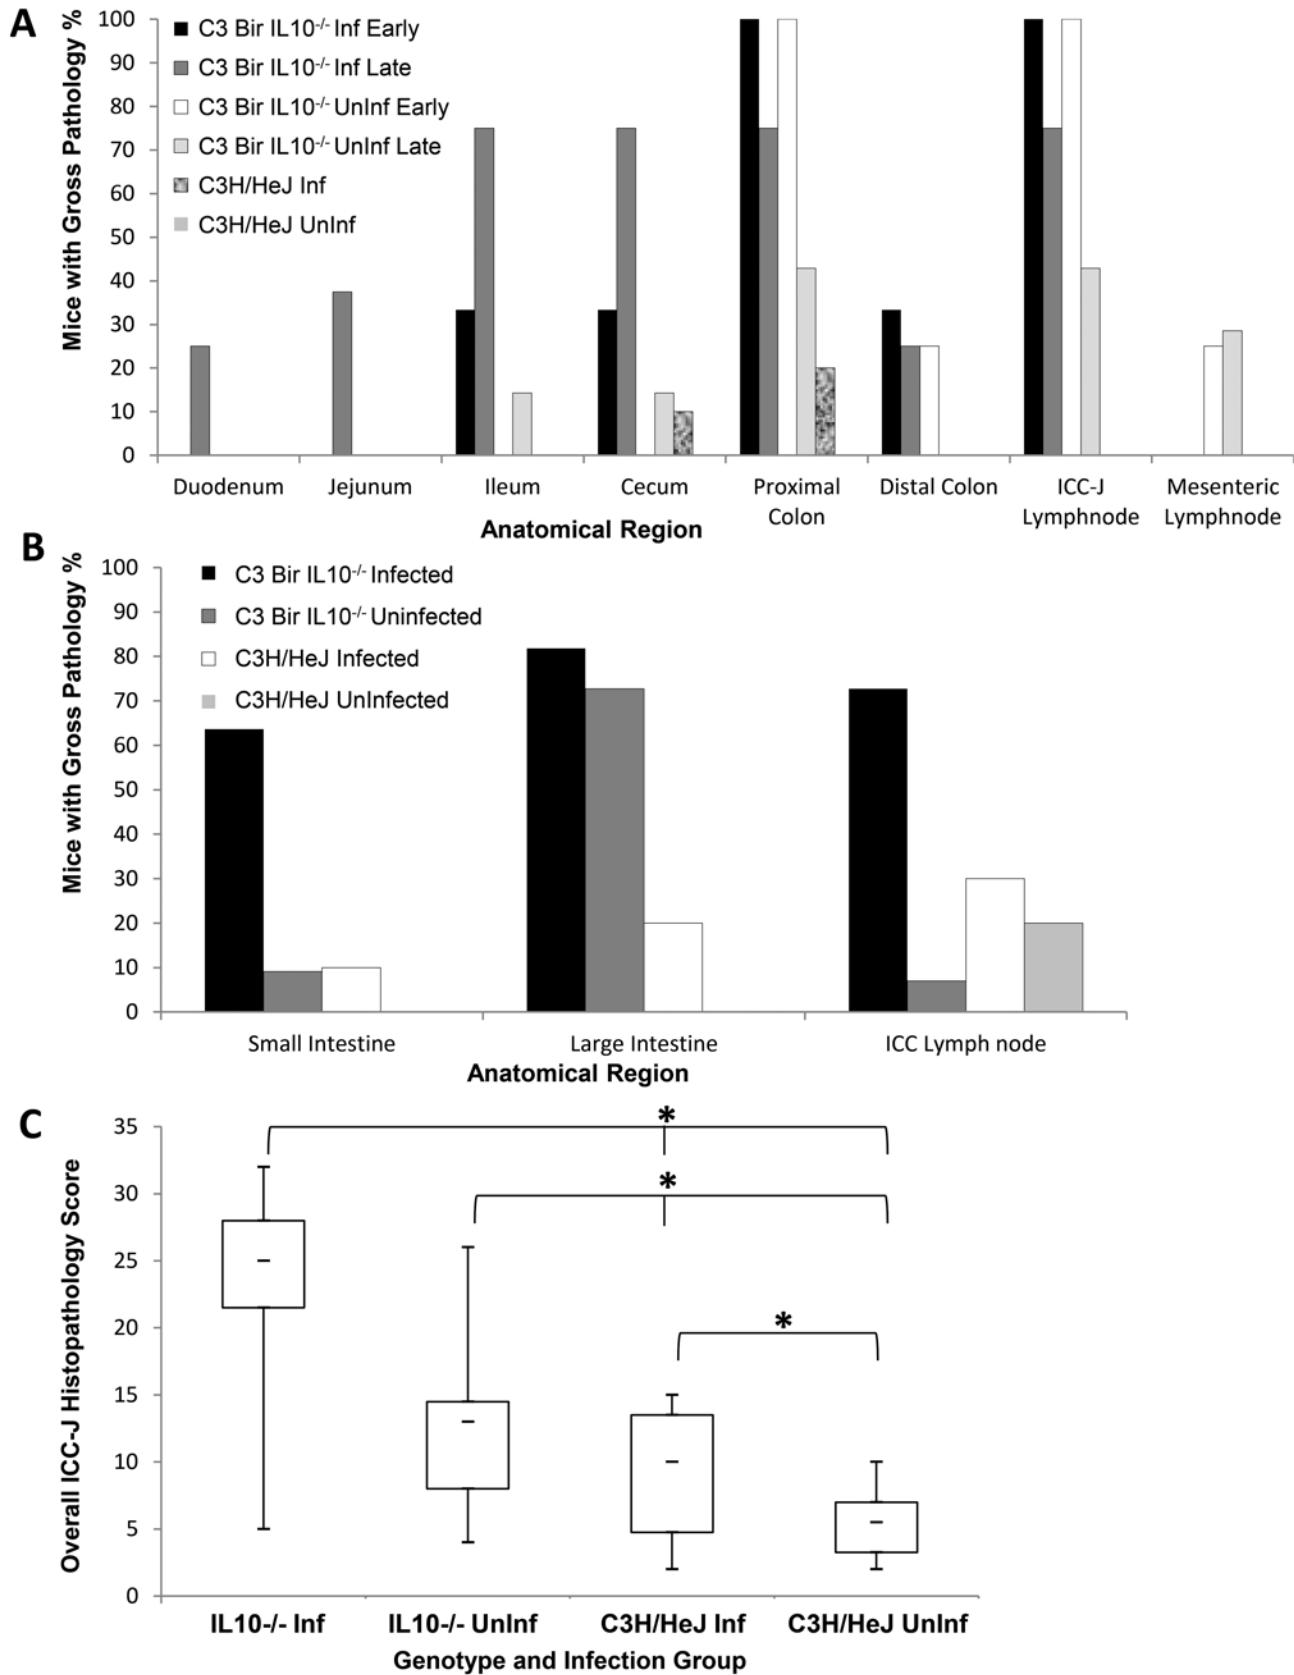 A
Mice with Gross Pathology %
100
90
80
70
60
50
40
30
20
10
0
C3 Bir IL10-/- Inf Early
C3 Bir IL10-/- Inf Late
C3 Bir IL10-/- UnInf Early
C3 Bir IL10-/- UnInf Late
C3H/HeJ Inf
C3H/HeJ UnInf
Duodenum
Jejunum
Ileum
Cecum
Proximal
Colon
Distal Colon
ICC-J
Lymphnode
Mesenteric
Lymphnode
Anatomical Region
B
Mice with Gross Pathology %
100
90
80
70
60
50
40
30
20
10
0
C3 Bir IL10-/- Infected
C3 Bir IL10-/- Uninfected
C3H/HeJ Infected
C3H/HeJ UnInfected
Small Intestine
Large Intestine
ICC Lymph node
Anatomical Region
C
Overall ICC-J Histopathology Score
35
30
25
20
15
10
5
0
*
*
*
IL10-/- Inf
IL10-/- UnInf
C3H/HeJ Inf
C3H/HeJ UnInf
Genotype and Infection Group